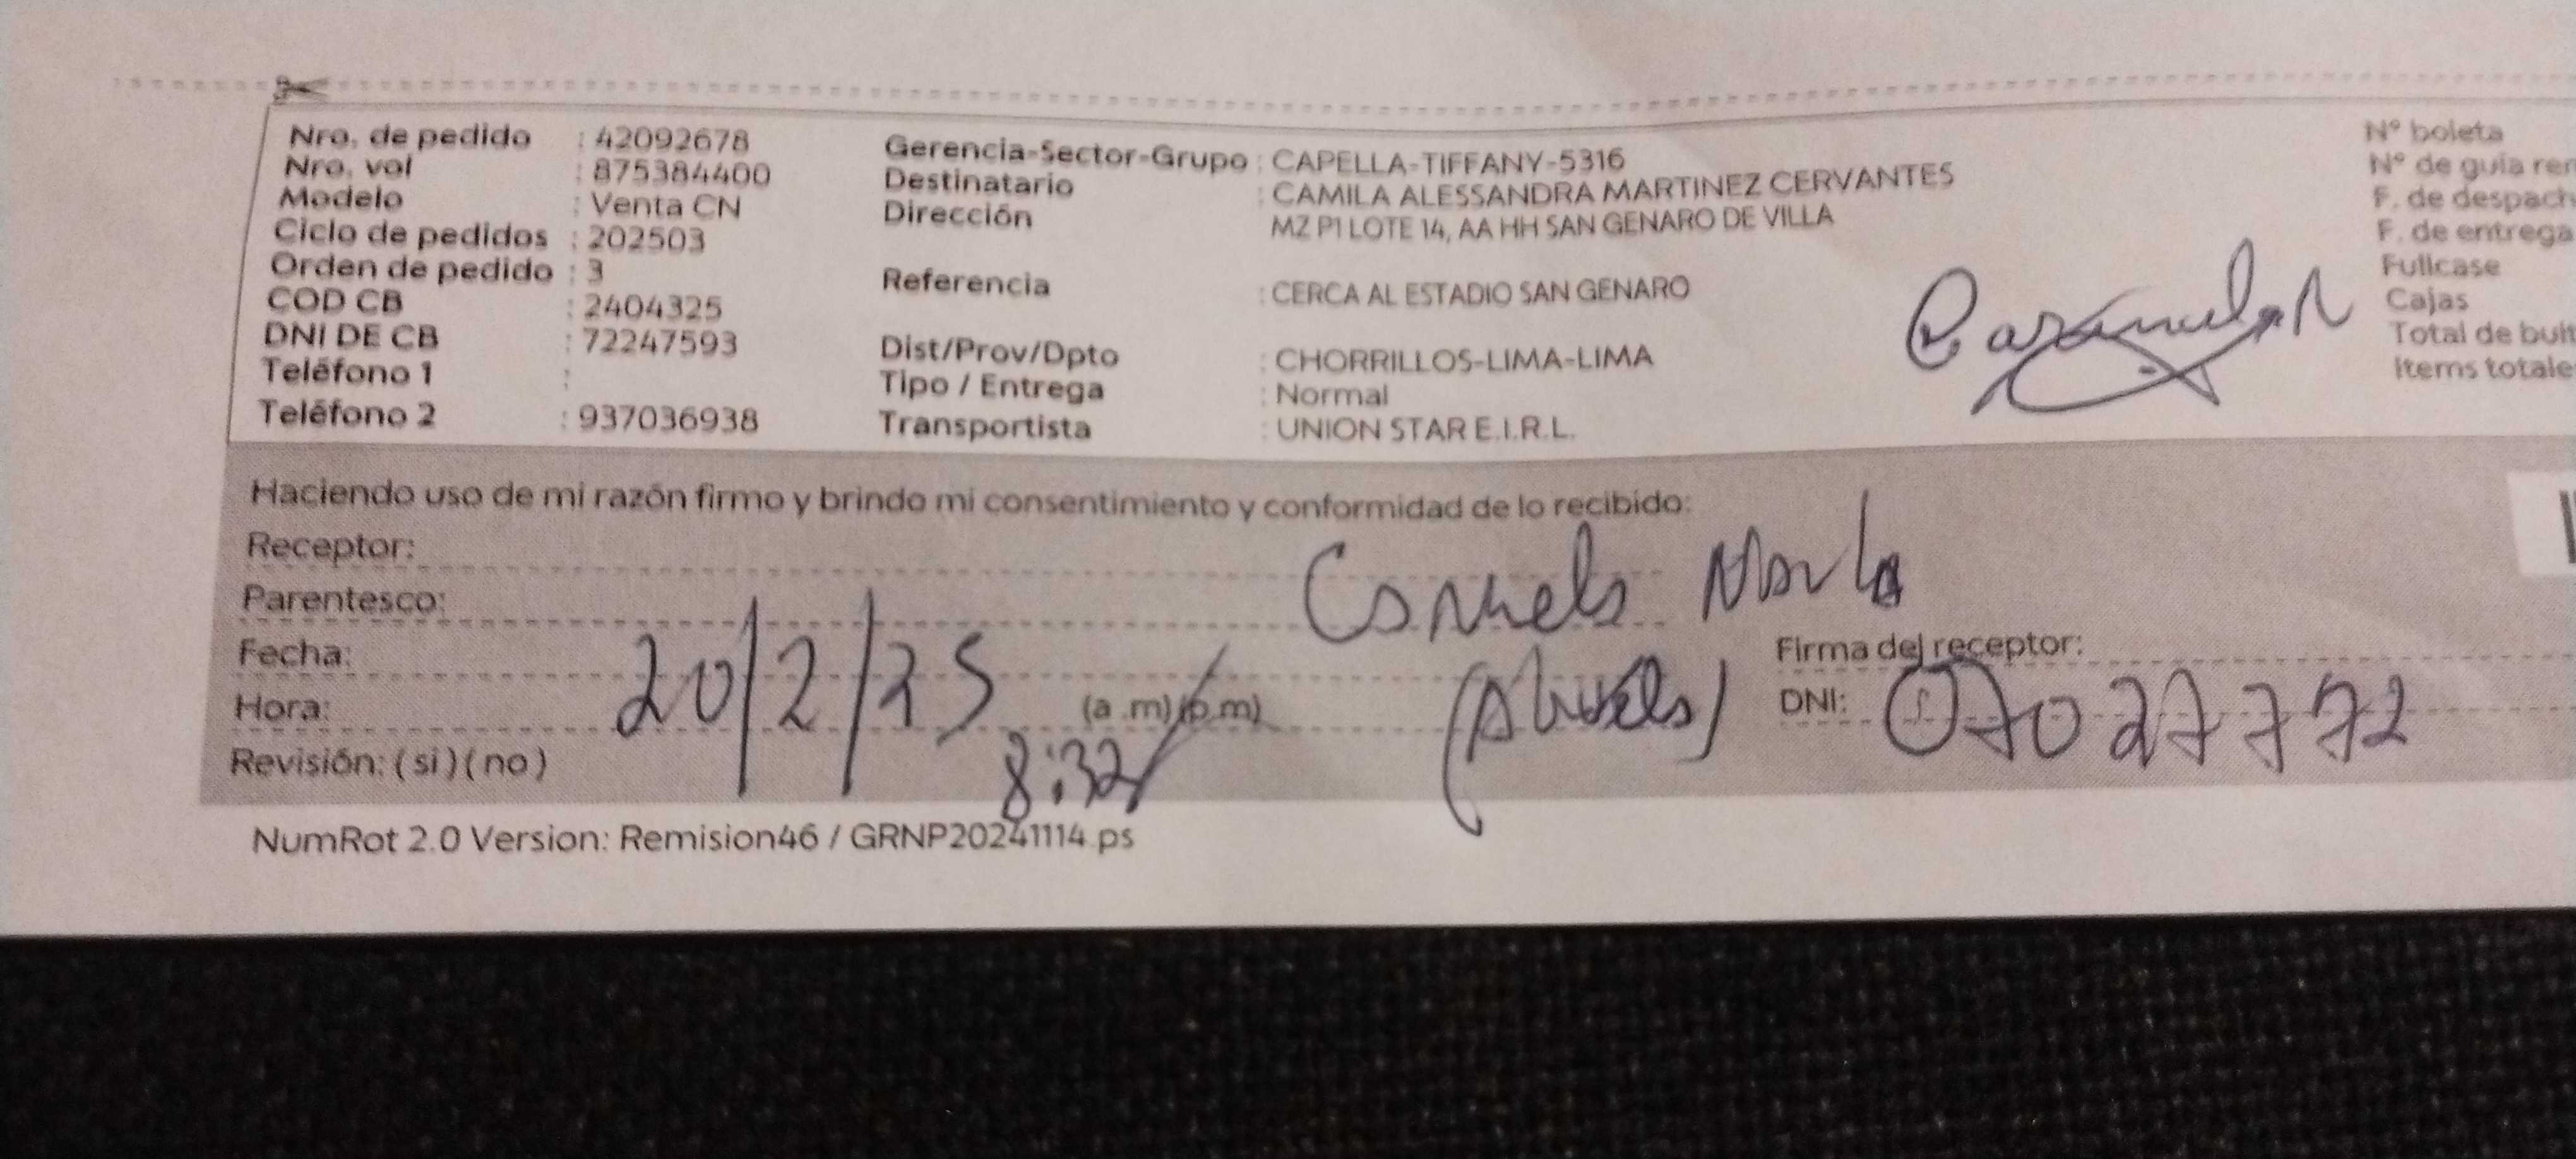 Nro. de pedido : 42092678
Nro. vol : 875384400
Modelo : Venta CN
Ciclo de pedidos : 202503
Orden de pedido : 3
COD CB : 2404325
DNI DE CB : 72247593
Teléfono 1 :
Teléfono 2 : 937036938
Gerencia-Sector-Grupo : CAPELLA-TIFFANY-5316
Destinatario : CAMILA ALESSANDRA MARTINEZ CERVANTES
Dirección MZ P1 LOTE 14, AA HH SAN GENARO DE VILLA
Referencia : CERCA AL ESTADIO SAN GENARO
Dist/Prov/Dpto : CHORRILLOS-LIMA-LIMA
Tipo / Entrega : Normal
Transportista : UNION STAR E.I.R.L.
N° boleta
N° de guía rem
F. de despach
F. de entrega
Fullcase
Cajas
Total de bult
Items totale
Haciendo uso de mi razón firmo y brindo mi consentimiento y conformidad de lo recibido:
Receptor:
Parentesco:
Fecha: 20/2/25
Hora: (a .m) (p.m) 8:32
Revisión: ( si ) ( no )
Firma del receptor:
DNI: 07027772
NumRot 2.0 Version: Remision46 / GRNP20241114.ps